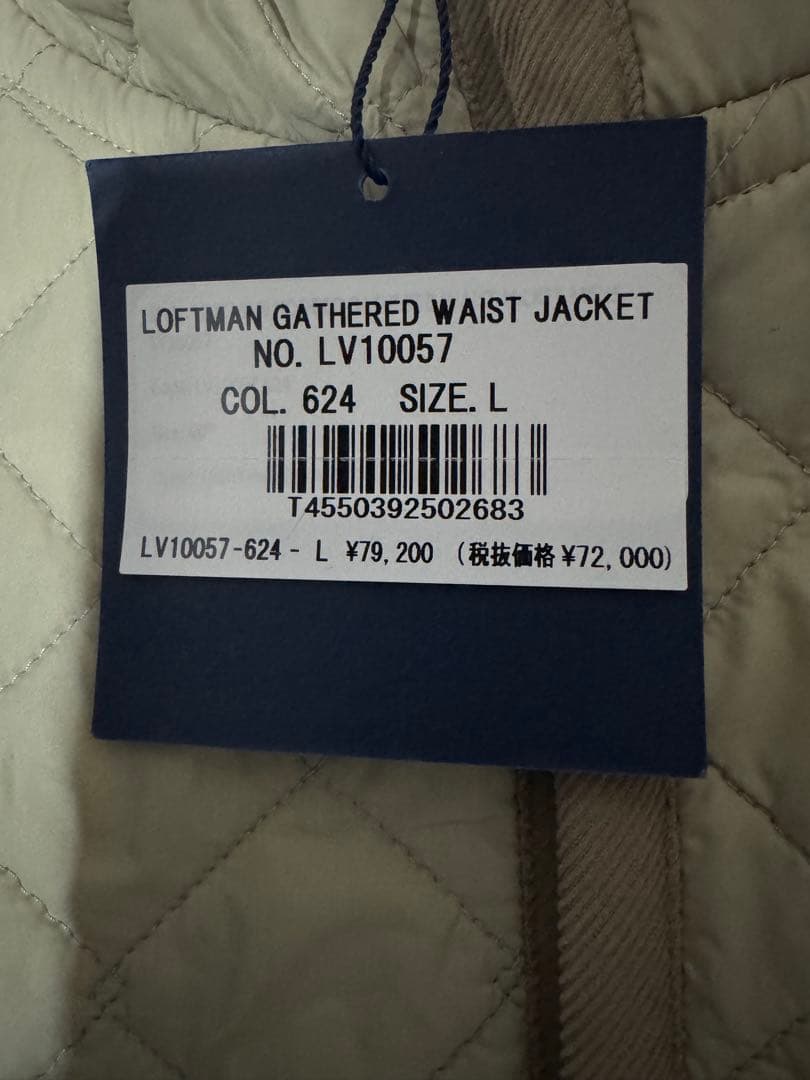 LOFTMAN GATHERED WAIST JACKET
NO. LV10057
COL. 624 SIZE. L
T4550392502683
LV10057-624- L ¥79,200 (税抜価格¥72,000)